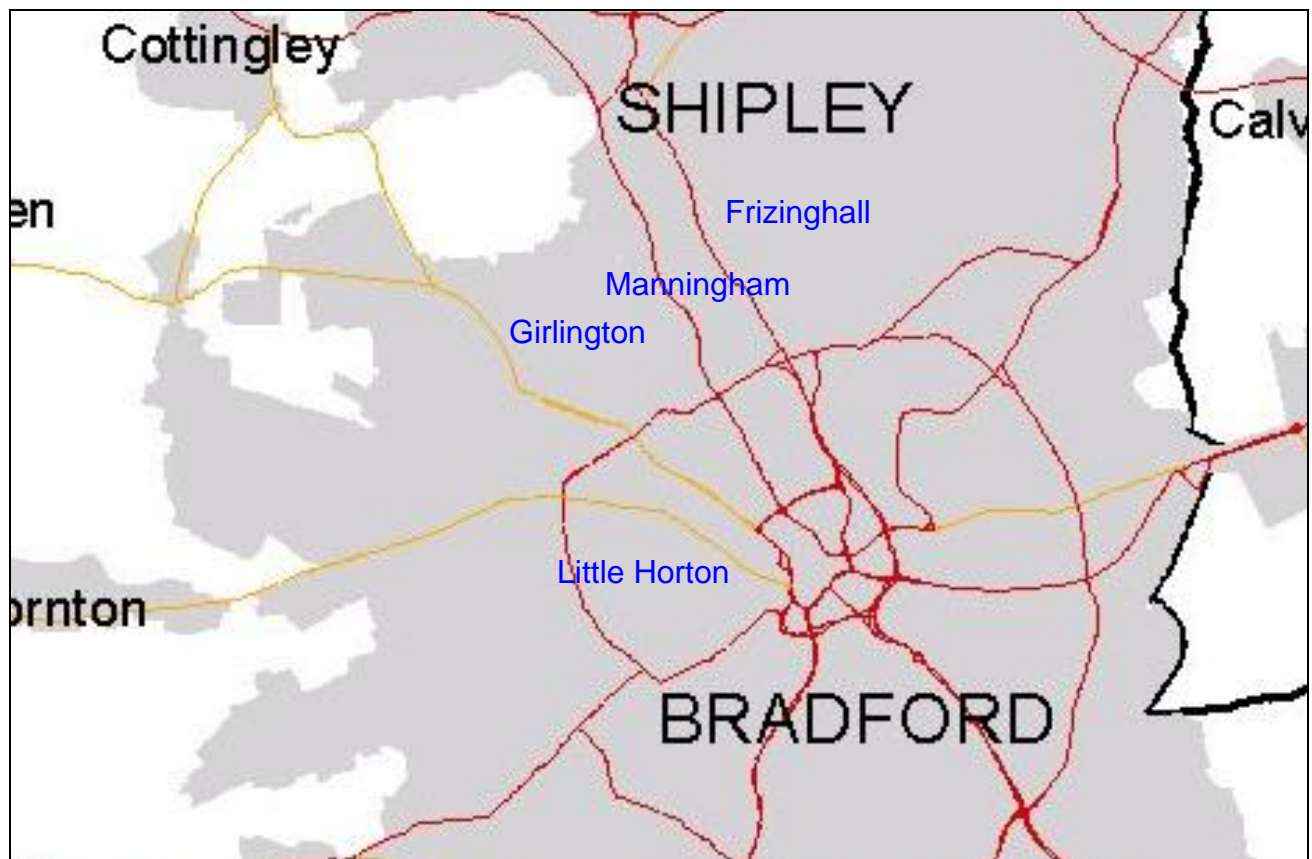 Cottingley
SHIPLEY
Calv
en
Frizinghall
Manningham
Girlington
Little Horton
ornton
BRADFORD